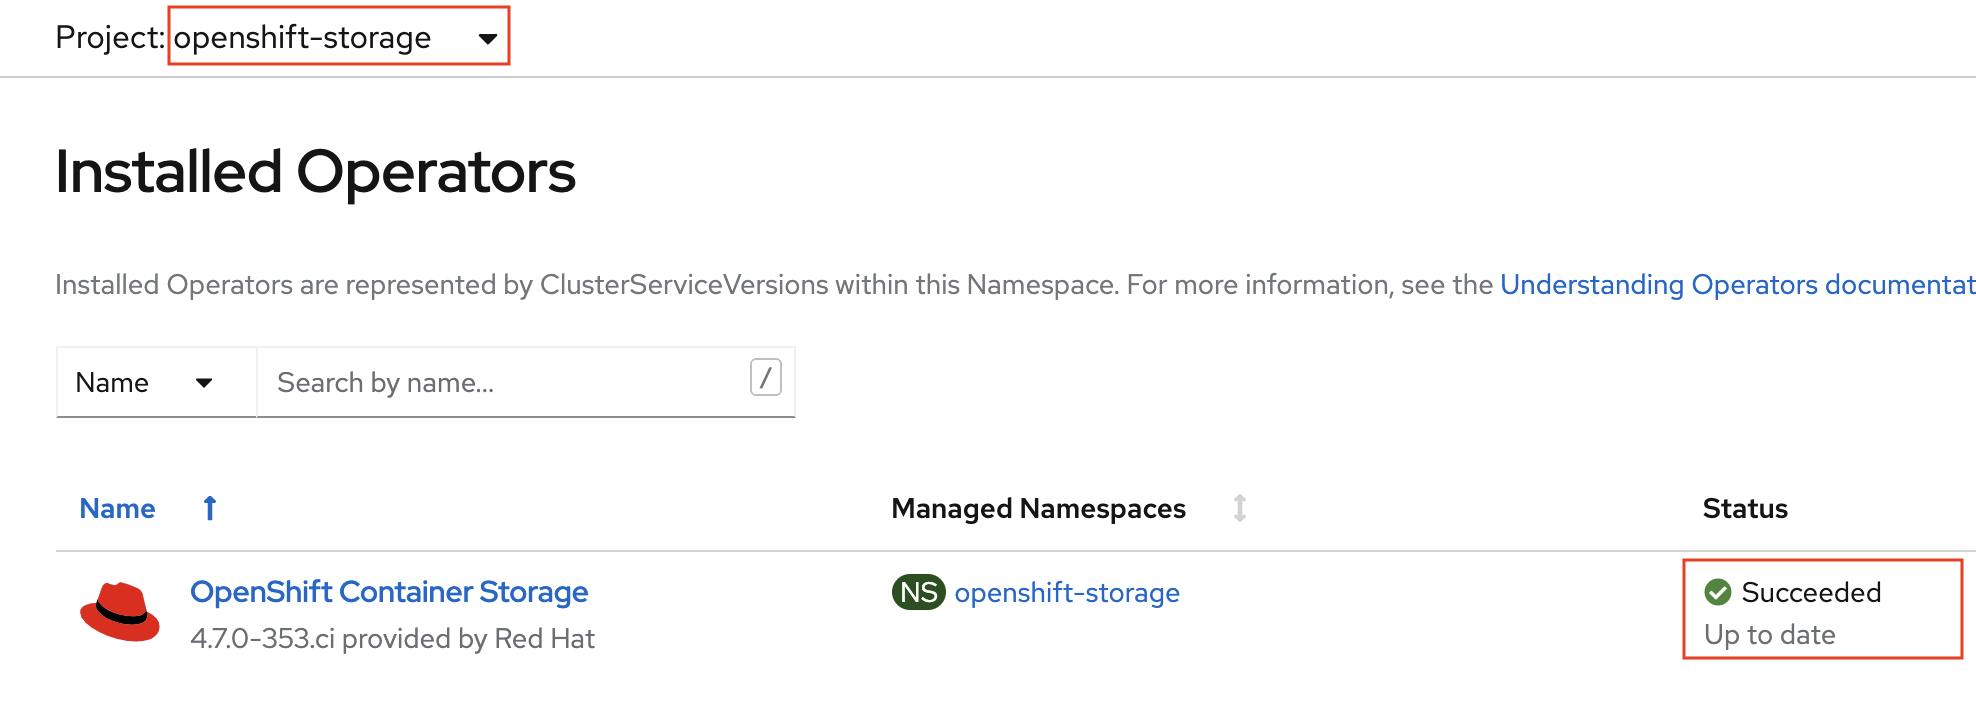 Project: openshift-storage
Installed Operators
Installed Operators are represented by ClusterServiceVersions within this Namespace. For more information, see the Understanding Operators documentat
Name Search by name... /
Name Managed Namespaces Status
OpenShift Container Storage NS openshift-storage Succeeded
4.7.0-353.ci provided by Red Hat Up to date